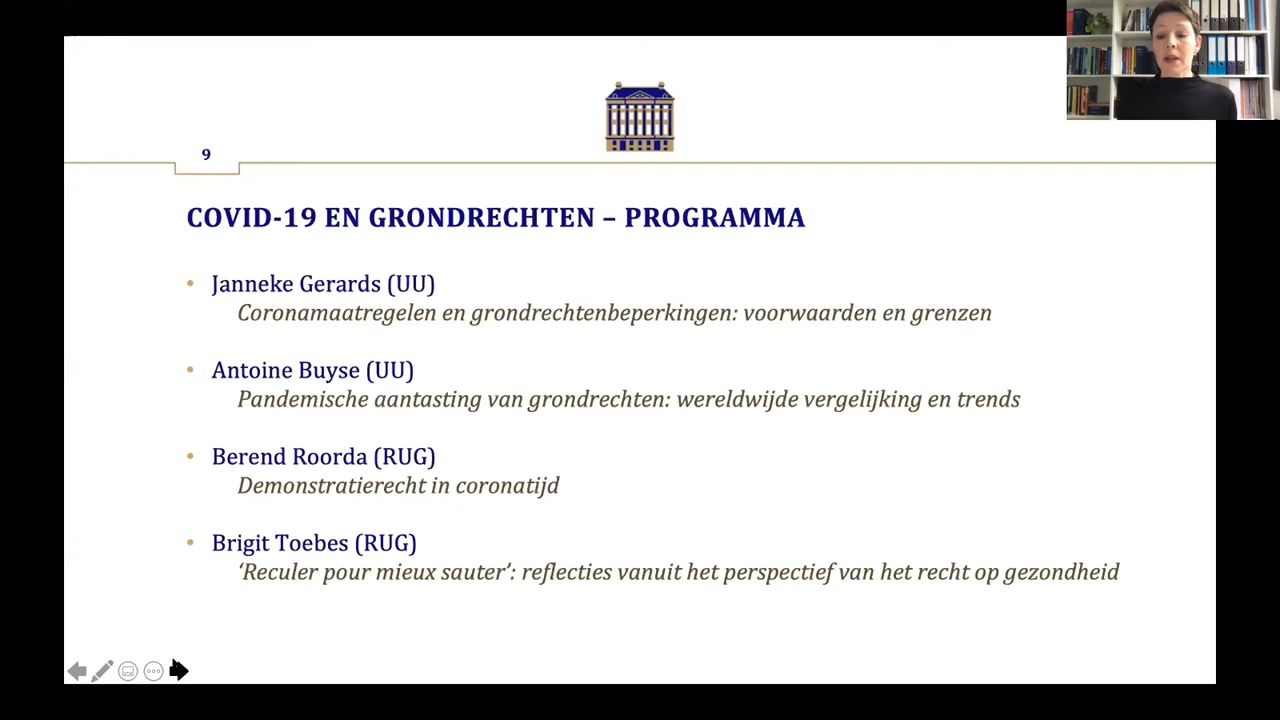 9
COVID-19 EN GRONDRECHTEN – PROGRAMMA
• Janneke Gerards (UU)
Coronamaatregelen en grondrechtenbeperkingen: voorwaarden en grenzen
• Antoine Buyse (UU)
Pandemische aantasting van grondrechten: wereldwijde vergelijking en trends
• Berend Roorda (RUG)
Demonstratierecht in coronatijd
• Brigit Toebes (RUG)
‘Reculer pour mieux sauter’: reflecties vanuit het perspectief van het recht op gezondheid